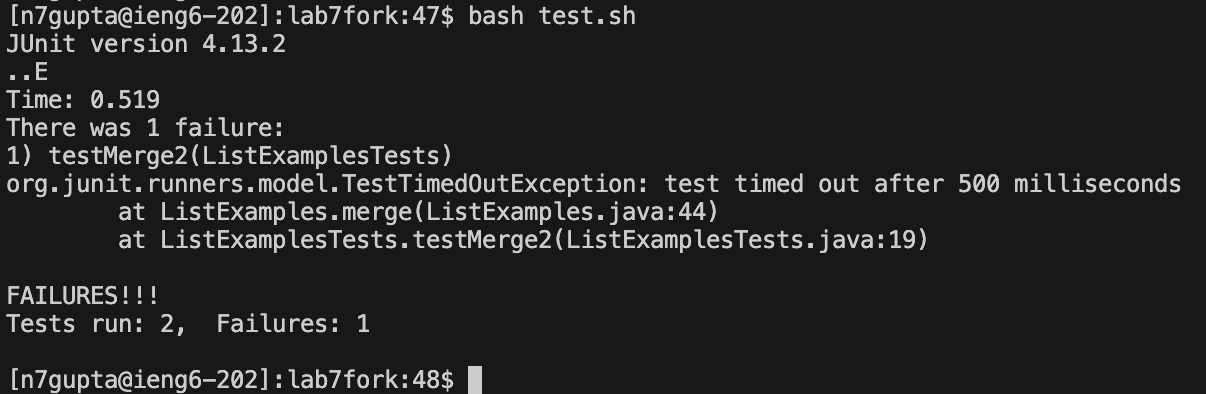 [n7gupta@ieng6-202]:lab7fork:47$ bash test.sh
JUnit version 4.13.2
..E
Time: 0.519
There was 1 failure:
1) testMerge2(ListExamplesTests)
org.junit.runners.model.TestTimedOutException: test timed out after 500 milliseconds
        at ListExamples.merge(ListExamples.java:44)
        at ListExamplesTests.testMerge2(ListExamplesTests.java:19)

FAILURES!!!
Tests run: 2,  Failures: 1

[n7gupta@ieng6-202]:lab7fork:48$